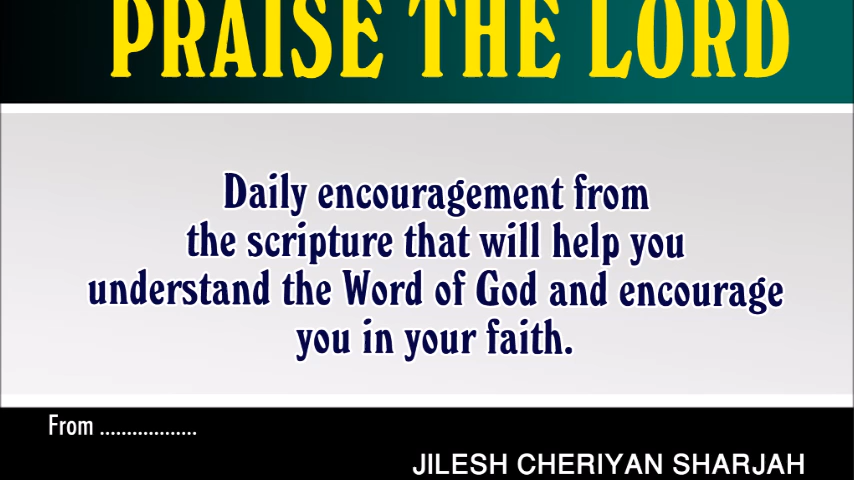 PRAISE THE LORD
Daily encouragement from
the scripture that will help you
understand the Word of God and encourage
you in your faith.
From ..................
JILESH CHERIYAN SHARJAH